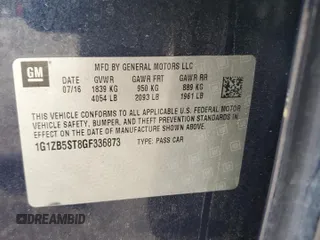 GM
MFD BY GENERAL MOTORS LLC
07/16 GVWR GAWR FRT GAWR RR
1839 KG 950 KG 889 KG
4054 LB 2093 LB 1961 LB
THIS VEHICLE CONFORMS TO ALL APPLICABLE U.S. FEDERAL MOTOR
VEHICLE SAFETY, BUMPER, AND THEFT PREVENTION STANDARDS IN
EFFECT ON THE DATE OF MANUFACTURE SHOWN ABOVE.
1G1ZB5ST8GF336873 TYPE: PASS CAR
DREAMBID